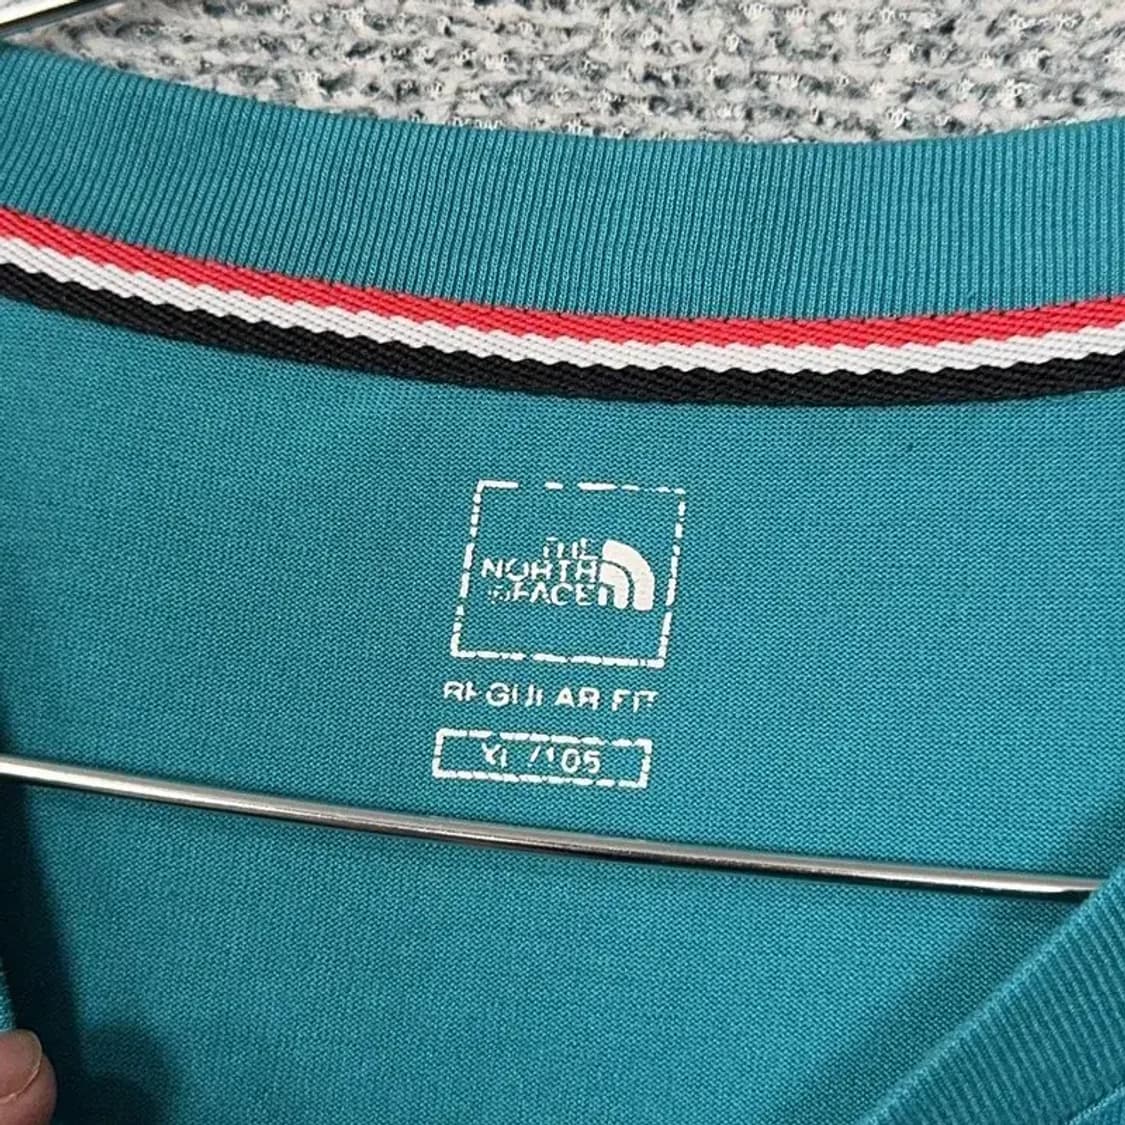 THE
NORTH
FACE
REGULAR FIT
XL/105